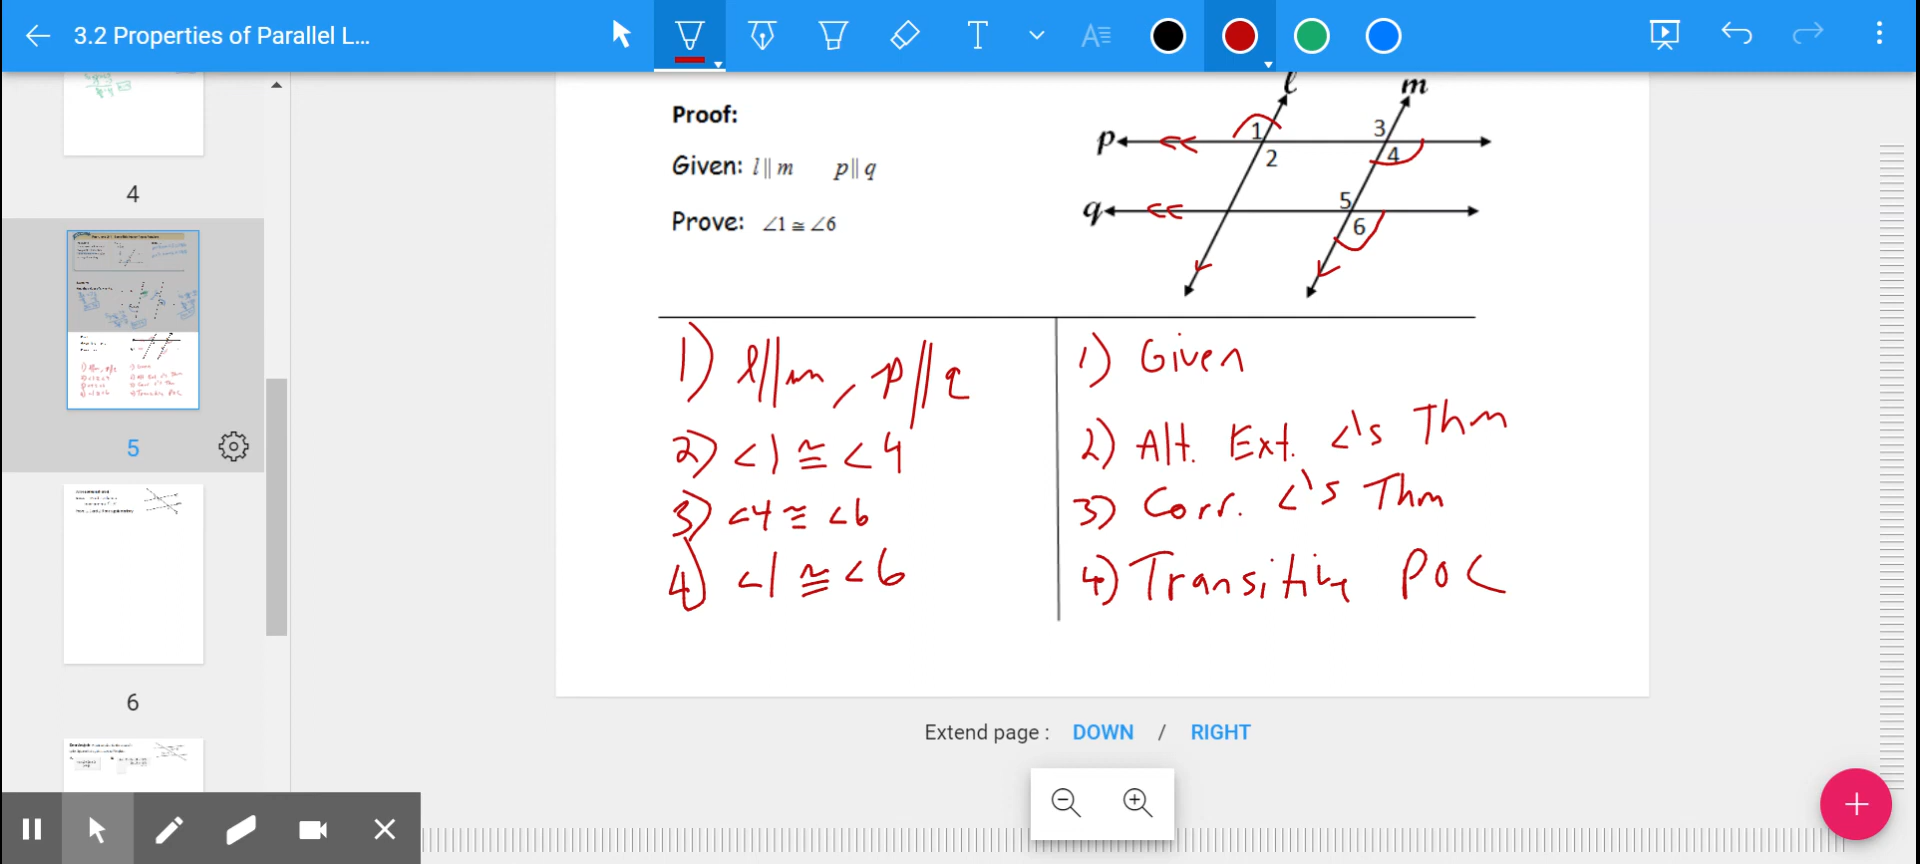 3.2 Properties of Parallel L...
T
A
4
5
6
Proof:
Given: l || m   p || q
Prove: ∠1 ≅ ∠6
l m
p 1 2 3 4
q 5 6
1) l || m, p || q
1) Given
2) <1 ≅ <4
2) Alt. Ext. <'s Thm
3) <4 ≅ <6
3) Corr. <'s Thm
4) <1 ≅ <6
4) Transitive PoC
Extend page : DOWN / RIGHT